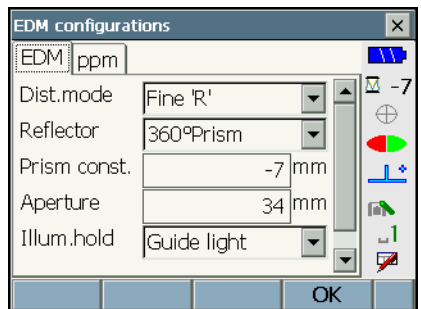 EDM configurations
EDM ppm
Dist.mode Fine 'R'
Reflector 360ºPrism
Prism const. -7 mm
Aperture 34 mm
Illum.hold Guide light
-7
1
OK